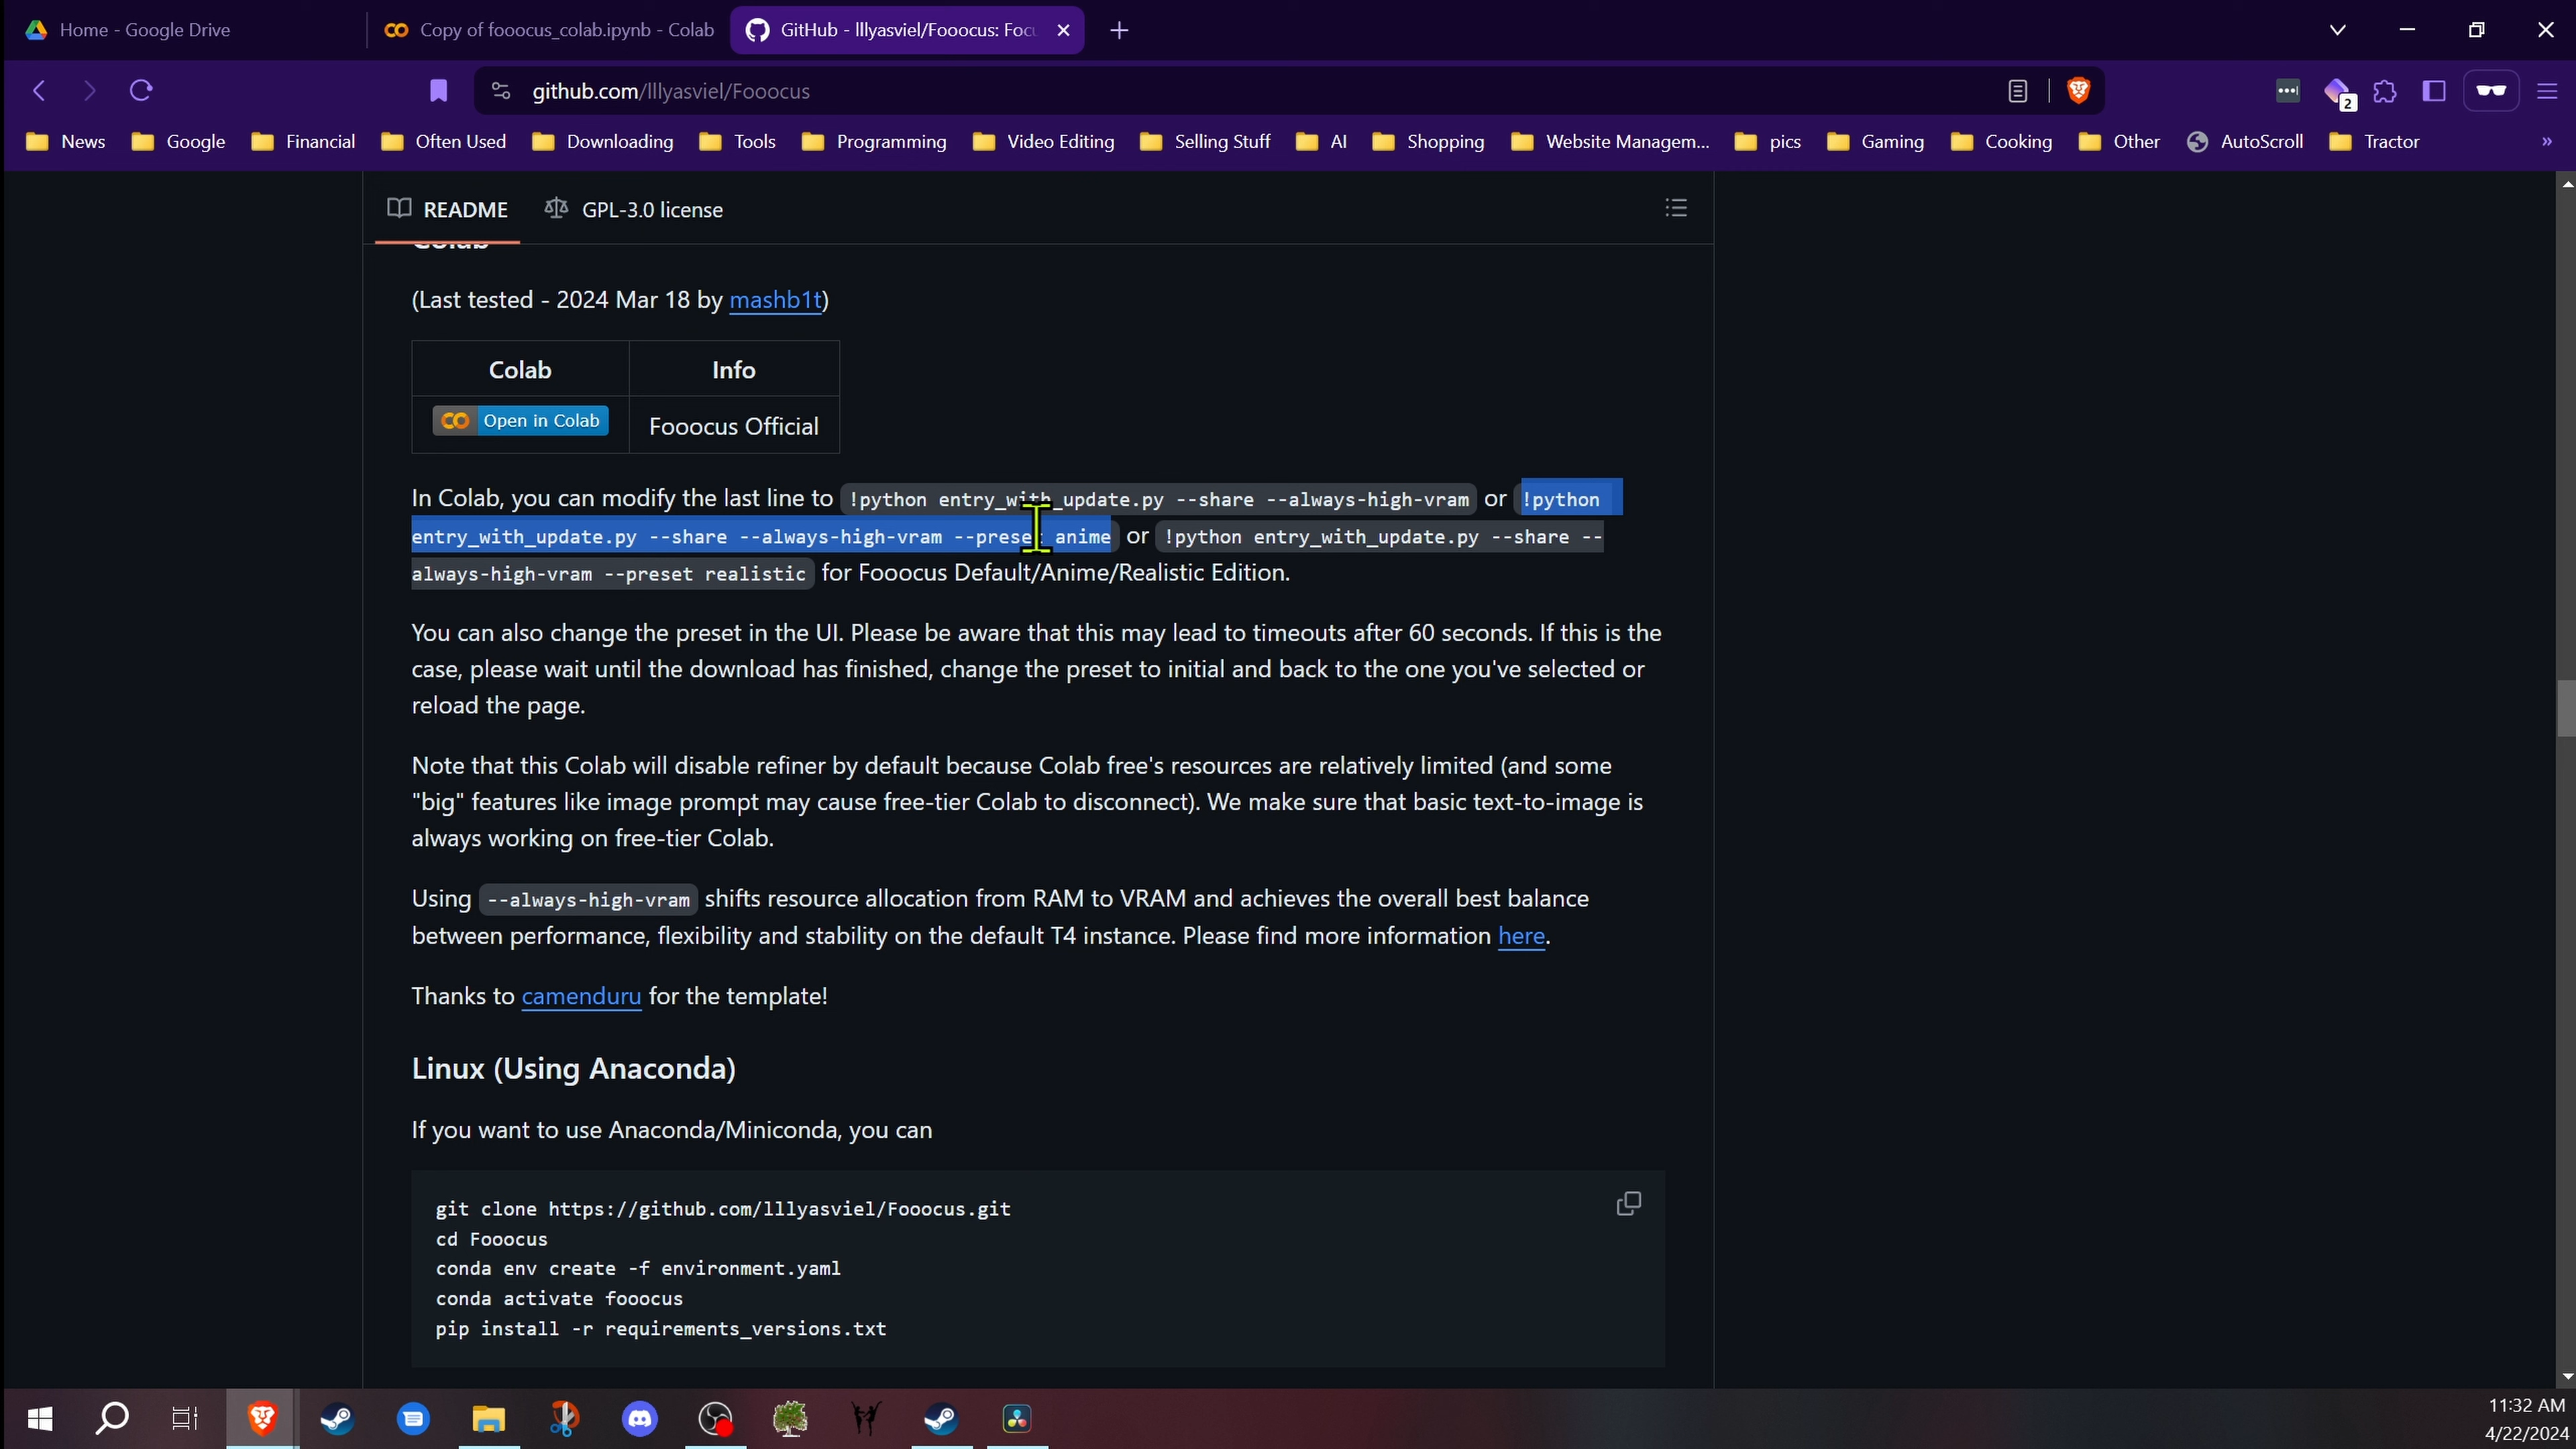 Home - Google Drive
Copy of fooocus_colab.ipynb - Colab
GitHub - lllyasviel/Fooocus: Foc
github.com/lllyasviel/Fooocus
2
News
Google
Financial
Often Used
Downloading
Tools
Programming
Video Editing
Selling Stuff
AI
Shopping
Website Managem...
pics
Gaming
Cooking
Other
AutoScroll
Tractor
»
README
GPL-3.0 license
Colab
(Last tested - 2024 Mar 18 by mashb1t)
Colab Info
Open in Colab Fooocus Official
In Colab, you can modify the last line to !python entry_with_update.py --share --always-high-vram or !python
entry_with_update.py --share --always-high-vram --preset anime or !python entry_with_update.py --share --
always-high-vram --preset realistic for Fooocus Default/Anime/Realistic Edition.
You can also change the preset in the UI. Please be aware that this may lead to timeouts after 60 seconds. If this is the
case, please wait until the download has finished, change the preset to initial and back to the one you've selected or
reload the page.
Note that this Colab will disable refiner by default because Colab free's resources are relatively limited (and some
"big" features like image prompt may cause free-tier Colab to disconnect). We make sure that basic text-to-image is
always working on free-tier Colab.
Using --always-high-vram shifts resource allocation from RAM to VRAM and achieves the overall best balance
between performance, flexibility and stability on the default T4 instance. Please find more information here.
Thanks to camenduru for the template!
Linux (Using Anaconda)
If you want to use Anaconda/Miniconda, you can
git clone https://github.com/lllyasviel/Fooocus.git
cd Fooocus
conda env create -f environment.yaml
conda activate fooocus
pip install -r requirements_versions.txt
11:32 AM
4/22/2024